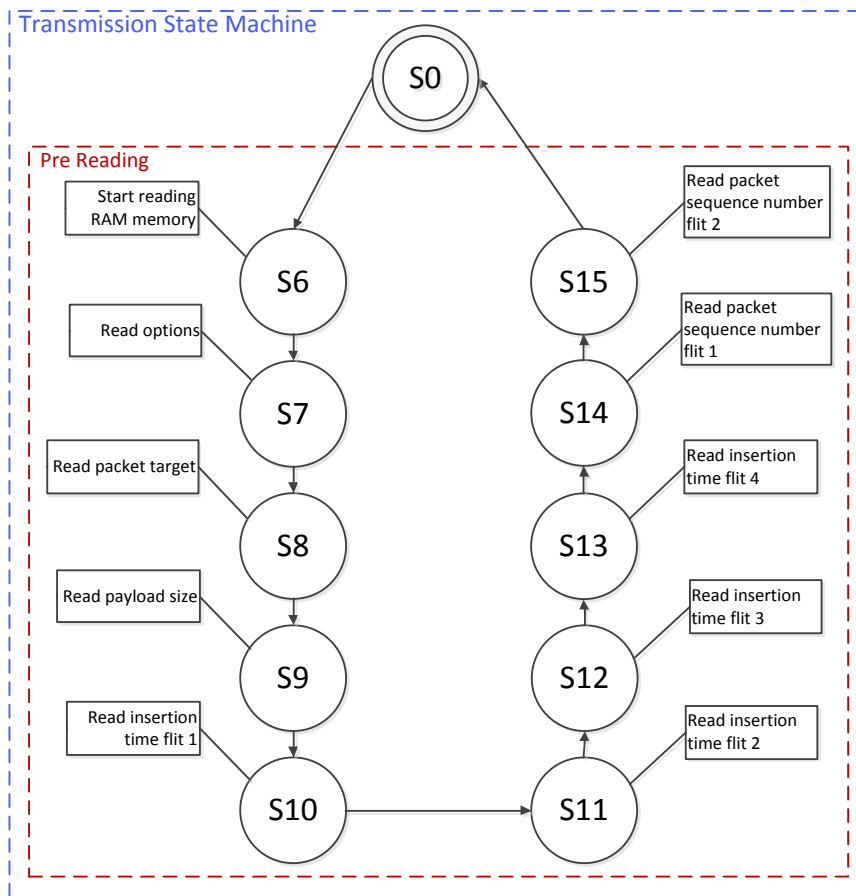 Transmission State Machine
S0
Pre Reading
Start reading
RAM memory
S6
Read options
S7
Read packet target
S8
Read payload size
S9
Read insertion
time flit 1
S10
Read insertion
time flit 2
S11
Read insertion
time flit 3
S12
Read insertion
time flit 4
S13
Read packet
sequence number
flit 1
S14
Read packet
sequence number
flit 2
S15